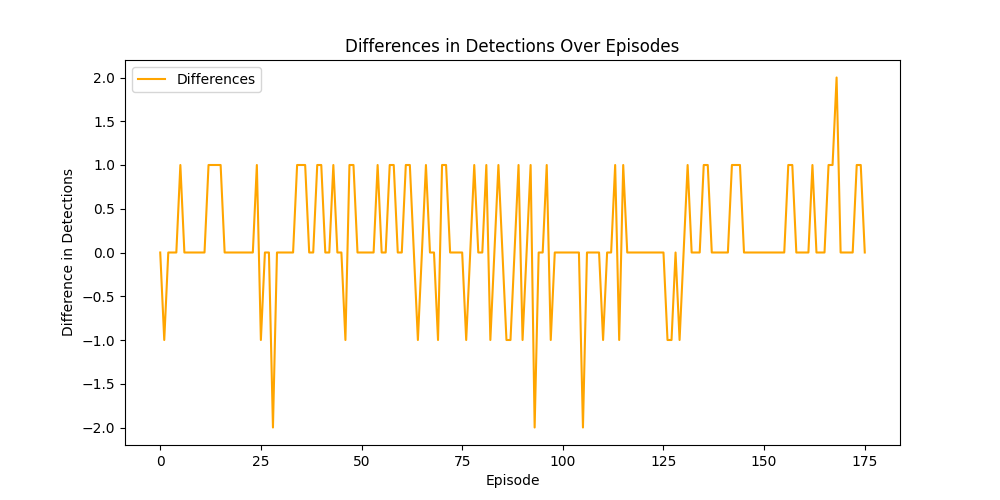 Differences in Detections Over Episodes
Differences
Difference in Detections
2.0
1.5
1.0
0.5
0.0
−0.5
−1.0
−1.5
−2.0
0 25 50 75 100 125 150 175
Episode